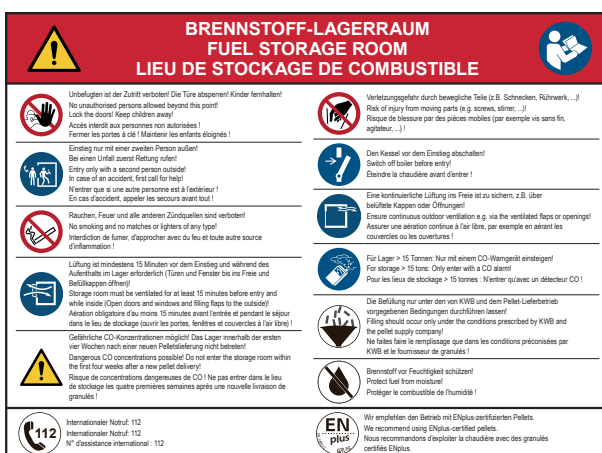 BRENNSTOFF-LAGERRAUM
FUEL STORAGE ROOM
LIEU DE STOCKAGE DE COMBUSTIBLE
Unbefugten ist der Zutritt verboten! Die Türe absperren! Kinder fernhalten!
No unauthorised persons allowed beyond this point!
Lock the doors! Keep children away!
Accès interdit aux personnes non autorisées !
Fermer les portes à clé ! Maintenir les enfants éloignés !
Einstieg nur mit einer zweiten Person außen!
Bei einen Unfall zuerst Rettung rufen!
Entry only with a second person outside!
In case of an accident, first call for help!
N'entrer que si une autre personne est à l'extérieur !
En cas d'accident, appeler les secours avant tout !
Rauchen, Feuer und alle anderen Zündquellen sind verboten!
No smoking and no matches or lighters of any type!
Interdiction de fumer, d'approcher avec du feu et toute autre source
d'inflammation !
Lüftung ist mindestens 15 Minuten vor dem Einstieg und während des
Aufenthalts im Lager erforderlich (Türen und Fenster bis ins Freie und
Befüllkappen öffnen)!
Storage room must be ventilated for at least 15 minutes before entry and
while inside (Open doors and windows and filling flaps to the outside)!
Aération obligatoire d'au moins 15 minutes avant l'entrée et pendant le séjour
dans le lieu de stockage (ouvrir les portes, fenêtres et couvercles à l'air libre) !
Gefährliche CO-Konzentrationen möglich! Das Lager innerhalb der ersten
vier Wochen nach einer neuen Pelletslieferung nicht betreten!
Dangerous CO concentrations possible! Do not enter the storage room within
the first four weeks after a new pellet delivery!
Risque de concentrations dangereuses de CO ! Ne pas entrer dans le lieu
de stockage les quatre premières semaines après une nouvelle livraison de
granulés !
112
Internationaler Notruf: 112
Internationaler Notruf: 112
N° d'assistance international : 112
Verletzungsgefahr durch bewegliche Teile (z.B. Schnecken, Rührwerk, ...)!
Risk of injury from moving parts (e.g. screws, stirrer, ...)!
Risque de blessure par des pièces mobiles (par exemple vis sans fin,
agitateur, ...) !
Den Kessel vor dem Einstieg abschalten!
Switch off boiler before entry!
Éteindre la chaudière avant d'entrer !
Eine kontinuierliche Lüftung ins Freie ist zu sichern, z.B. über
belüftete Kappen oder Öffnungen!
Ensure continuous outdoor ventilation e.g. via the ventilated flaps or openings!
Assurer une aération continue à l'air libre, par exemple en aérant les
couvercles ou les ouvertures !
Für Lager > 15 Tonnen: Nur mit einem CO-Warngerät einsteigen!
For storage > 15 tons: Only enter with a CO alarm!
Pour les lieux de stockage > 15 tonnes : N'entrer qu'avec un détecteur CO !
Die Befüllung nur unter den von KWB und dem Pellet-Lieferbetrieb
vorgegebenen Bedingungen durchführen lassen!
Filling should occur only under the conditions prescribed by KWB and
the pellet supply company!
Ne faites faire le remplissage que dans les conditions préconisées par
KWB et le fournisseur de granulés !
Brennstoff vor Feuchtigkeit schützen!
Protect fuel from moisture!
Protéger le combustible de l'humidité !
EN
plus
Wir empfehlen den Betrieb mit ENplus-zertifizierten Pellets.
We recommend using ENplus-certified pellets.
Nous recommandons d'exploiter la chaudière avec des granulés
certifiés ENplus.